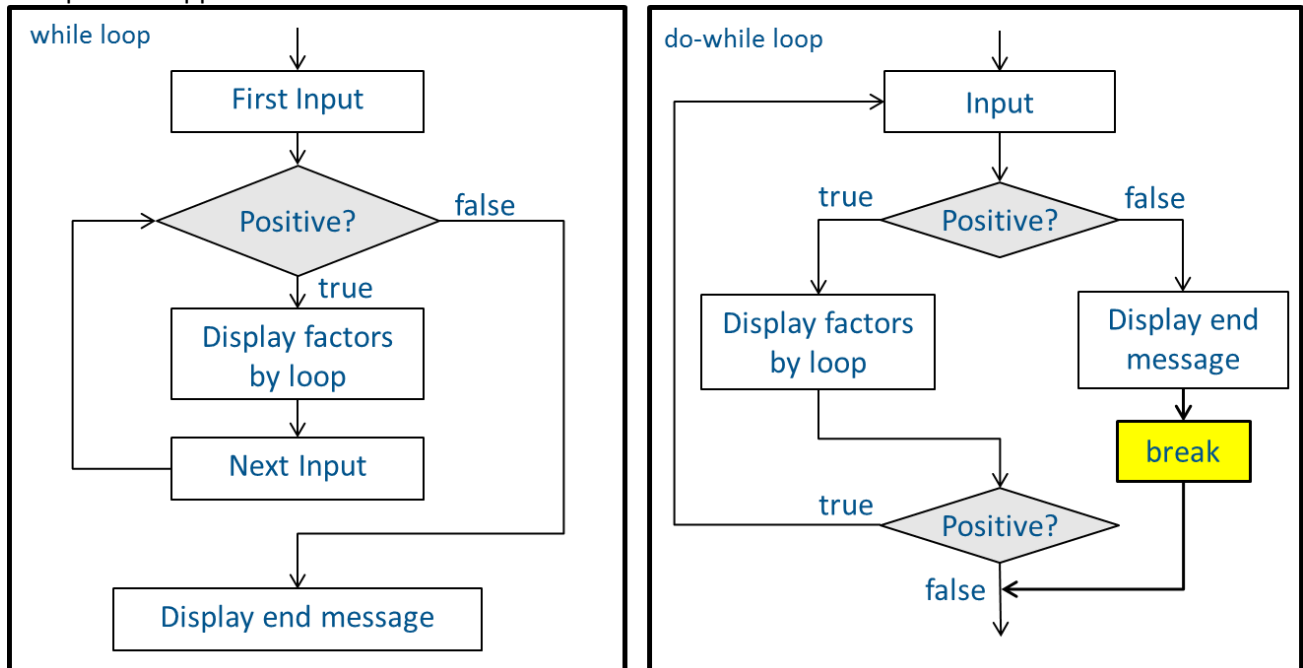 while loop
First Input
Positive?
false
true
Display factors
by loop
Next Input
Display end message
do-while loop
Input
true
false
Positive?
Display factors
by loop
Display end
message
break
true
Positive?
false